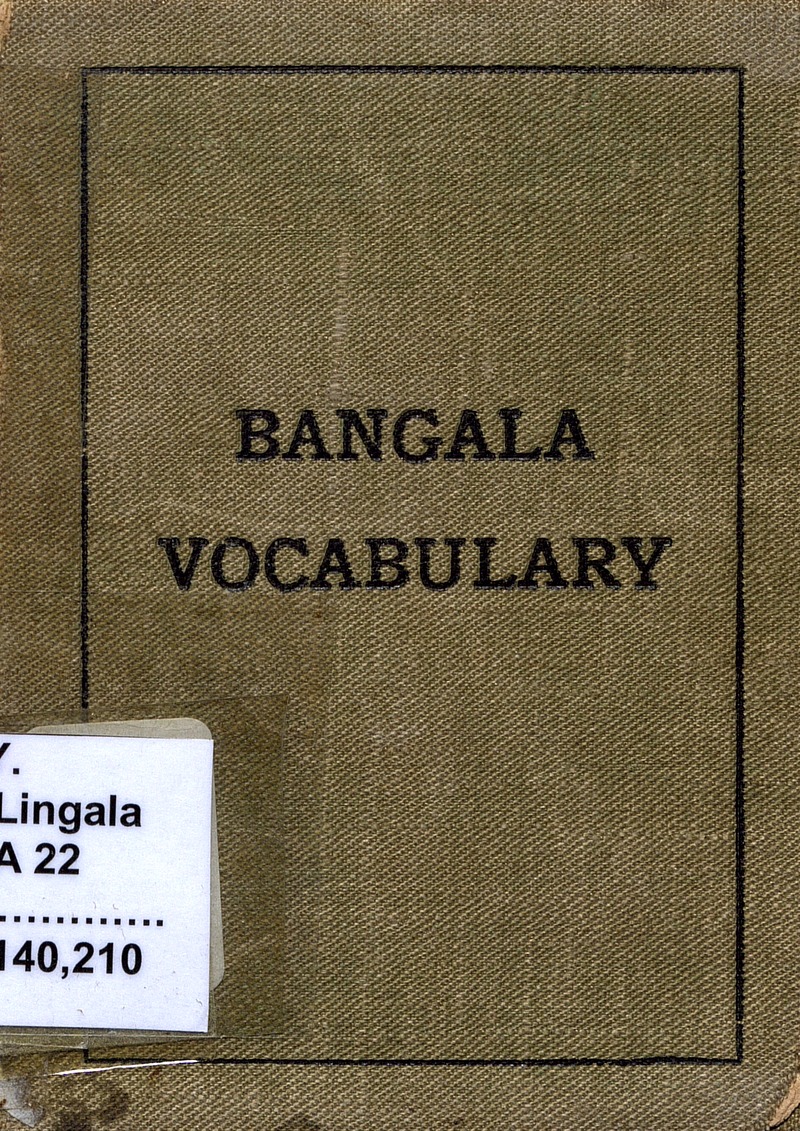 BANGALA
VOCABULARY
Y.
Lingala
A 22
.............
140,210